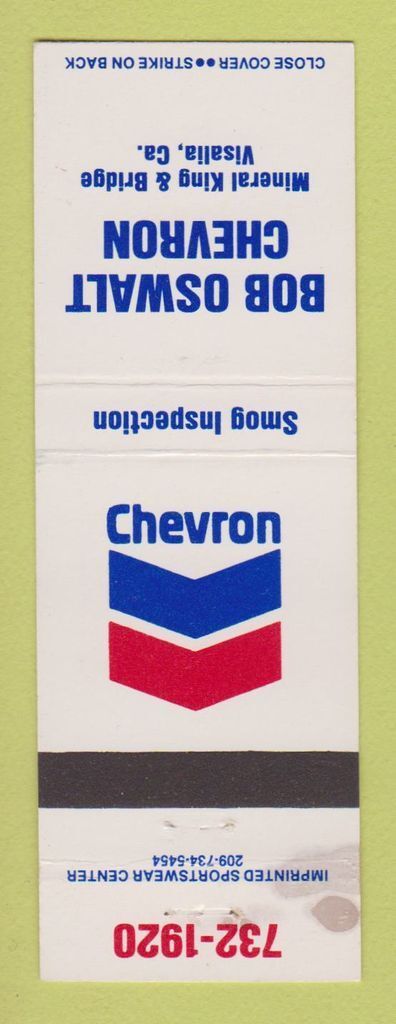 CLOSE COVER●●STRIKE ON BACK
Mineral King & Bridge
Visalia, Ca.
BOB OSWALT
CHEVRON
Smog Inspection
Chevron
IMPRINTED SPORTSWEAR CENTER
209-734-5454
732-1920